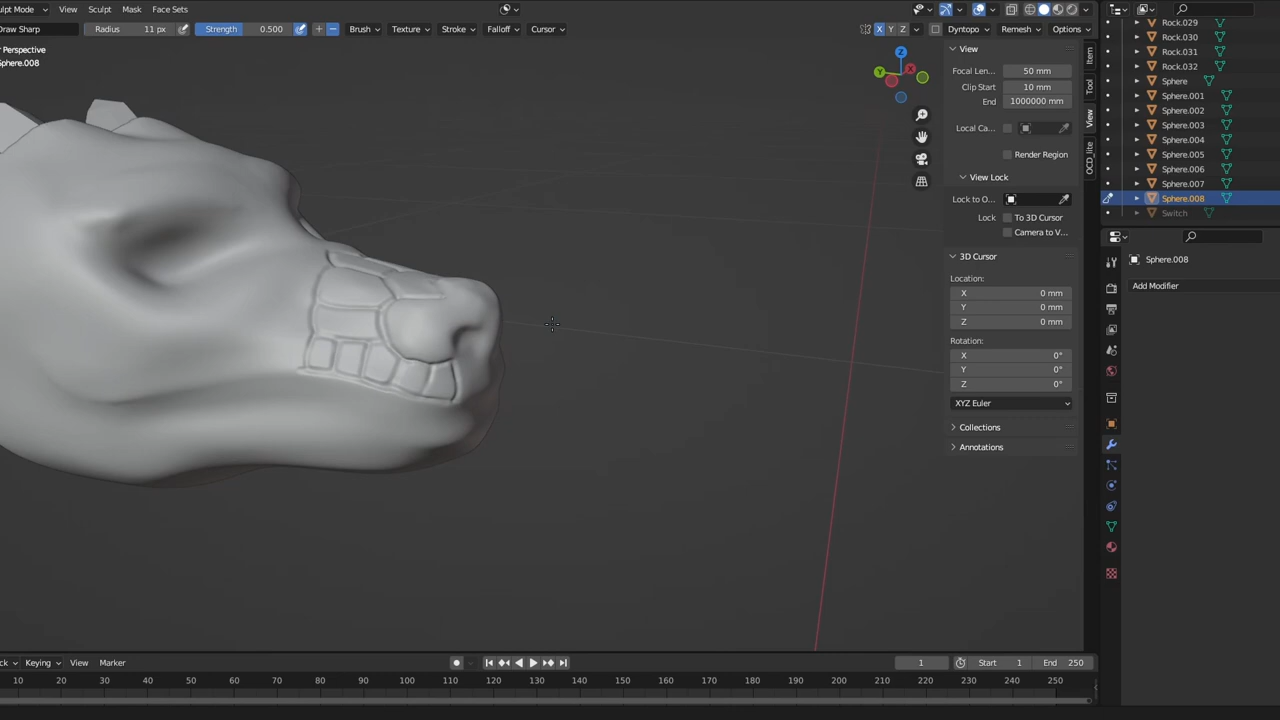 ulpt Mode View Sculpt Mask Face Sets
Draw Sharp Radius 11 px Strength 0.500 Brush Texture Stroke Falloff Cursor X Y Z Dyntopo Remesh Options
r Perspective
Sphere.008
Z
Y X
View
Focal Len... 50 mm
Clip Start 10 mm
End 1000000 mm
Local Ca...
Render Region
View Lock
Lock to O...
Lock To 3D Cursor
Camera to V...
3D Cursor
Location:
X 0 mm
Y 0 mm
Z 0 mm
Rotation:
X 0°
Y 0°
Z 0°
XYZ Euler
Collections
Annotations
Item
Tool
View
OCD_lite
Rock.029
Rock.030
Rock.031
Rock.032
Sphere
Sphere.001
Sphere.002
Sphere.003
Sphere.004
Sphere.005
Sphere.006
Sphere.007
Sphere.008
Switch
Sphere.008
Add Modifier
ck Keying View Marker 1 Start 1 End 250
10 20 30 40 50 60 70 80 90 100 110 120 130 140 150 160 170 180 190 200 210 220 230 240 250